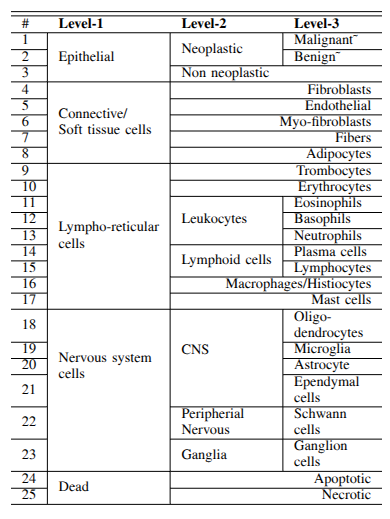 # Level-1 Level-2 Level-3
1 Epithelial Neoplastic Malignant˜
2 Benign˜
3 Non neoplastic
4 Connective/ Soft tissue cells Fibroblasts
5 Endothelial
6 Myo-fibroblasts
7 Fibers
8 Adipocytes
9 Lympho-reticular cells Trombocytes
10 Erythrocytes
11 Leukocytes Eosinophils
12 Basophils
13 Neutrophils
14 Lymphoid cells Plasma cells
15 Lymphocytes
16 Macrophages/Histiocytes
17 Mast cells
18 Nervous system cells CNS Oligo- dendrocytes
19 Microglia
20 Astrocyte
21 Ependymal cells
22 Peripherial Nervous Schwann cells
23 Ganglia Ganglion cells
24 Dead Apoptotic
25 Necrotic